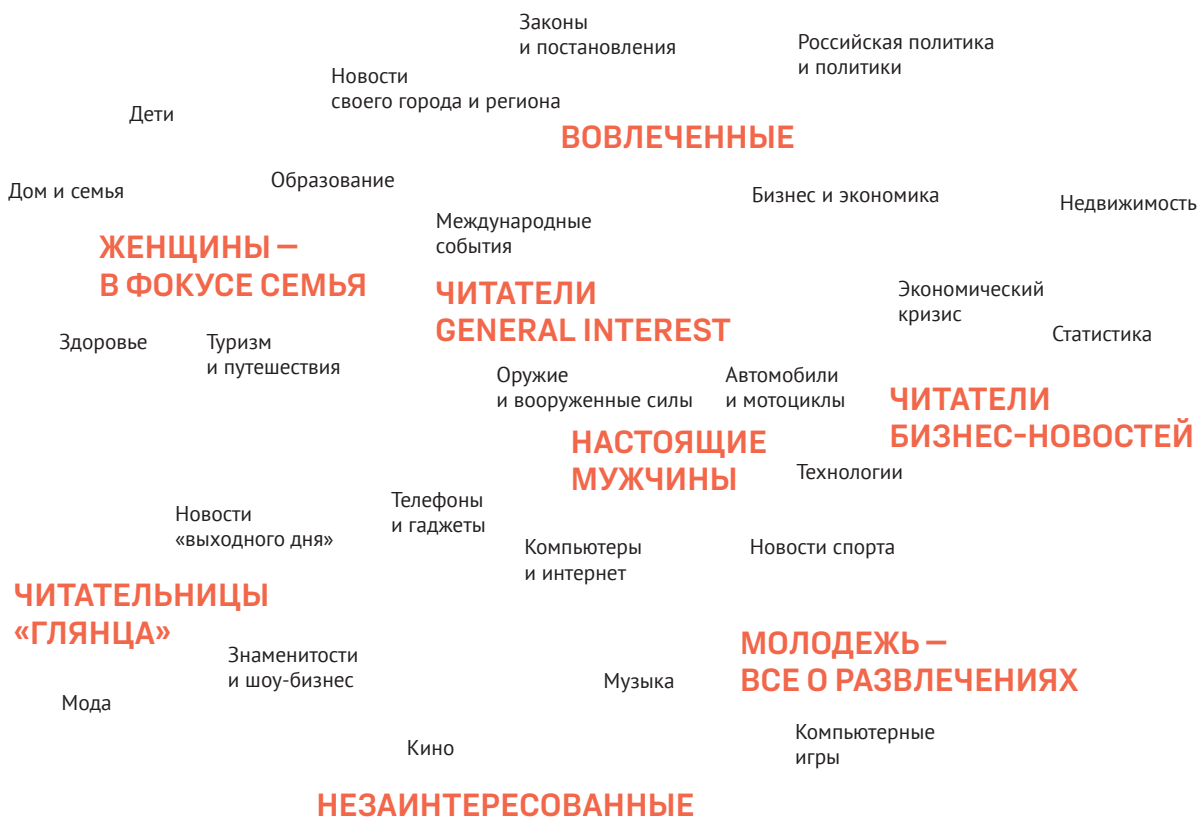 Законы
и постановления
Российская политика
и политики
Новости
своего города и региона
Дети
ВОВЛЕЧЕННЫЕ
Образование
Дом и семья
Бизнес и экономика
Недвижимость
Международные
события
ЖЕНЩИНЫ —
В ФОКУСЕ СЕМЬЯ
ЧИТАТЕЛИ
GENERAL INTEREST
Экономический
кризис
Статистика
Здоровье
Туризм
и путешествия
Оружие
и вооруженные силы
Автомобили
и мотоциклы
ЧИТАТЕЛИ
БИЗНЕС-НОВОСТЕЙ
НАСТОЯЩИЕ
МУЖЧИНЫ
Технологии
Телефоны
и гаджеты
Новости
«выходного дня»
Компьютеры
и интернет
Новости спорта
ЧИТАТЕЛЬНИЦЫ
«ГЛЯНЦА»
МОЛОДЕЖЬ —
ВСЕ О РАЗВЛЕЧЕНИЯХ
Знаменитости
и шоу-бизнес
Музыка
Мода
Компьютерные
игры
Кино
НЕЗАИНТЕРЕСОВАННЫЕ